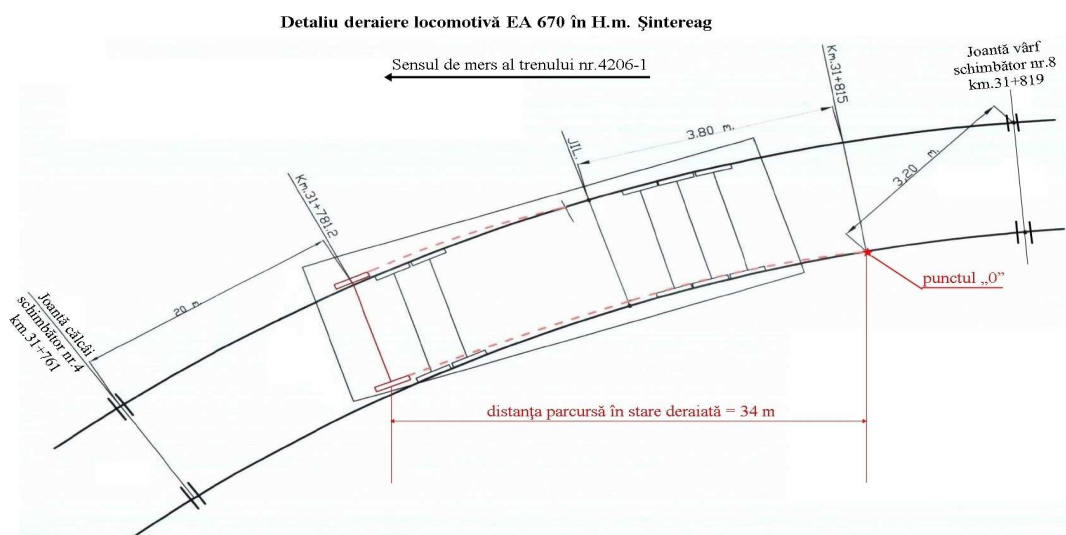 Detaliu deraiere locomotivă EA 670 în H.m. Șintereag
Sensul de mers al trenului nr.4206-1
Joantă vârf
schimbător nr.8
km.31+819
Km.31+815
3.80 m.
JIL.
3,20 m.
Km.31+781,2
20 m.
punctul „0”
Joantă călcâi
schimbător nr.4
km.31+761
distanța parcursă în stare deraiată = 34 m